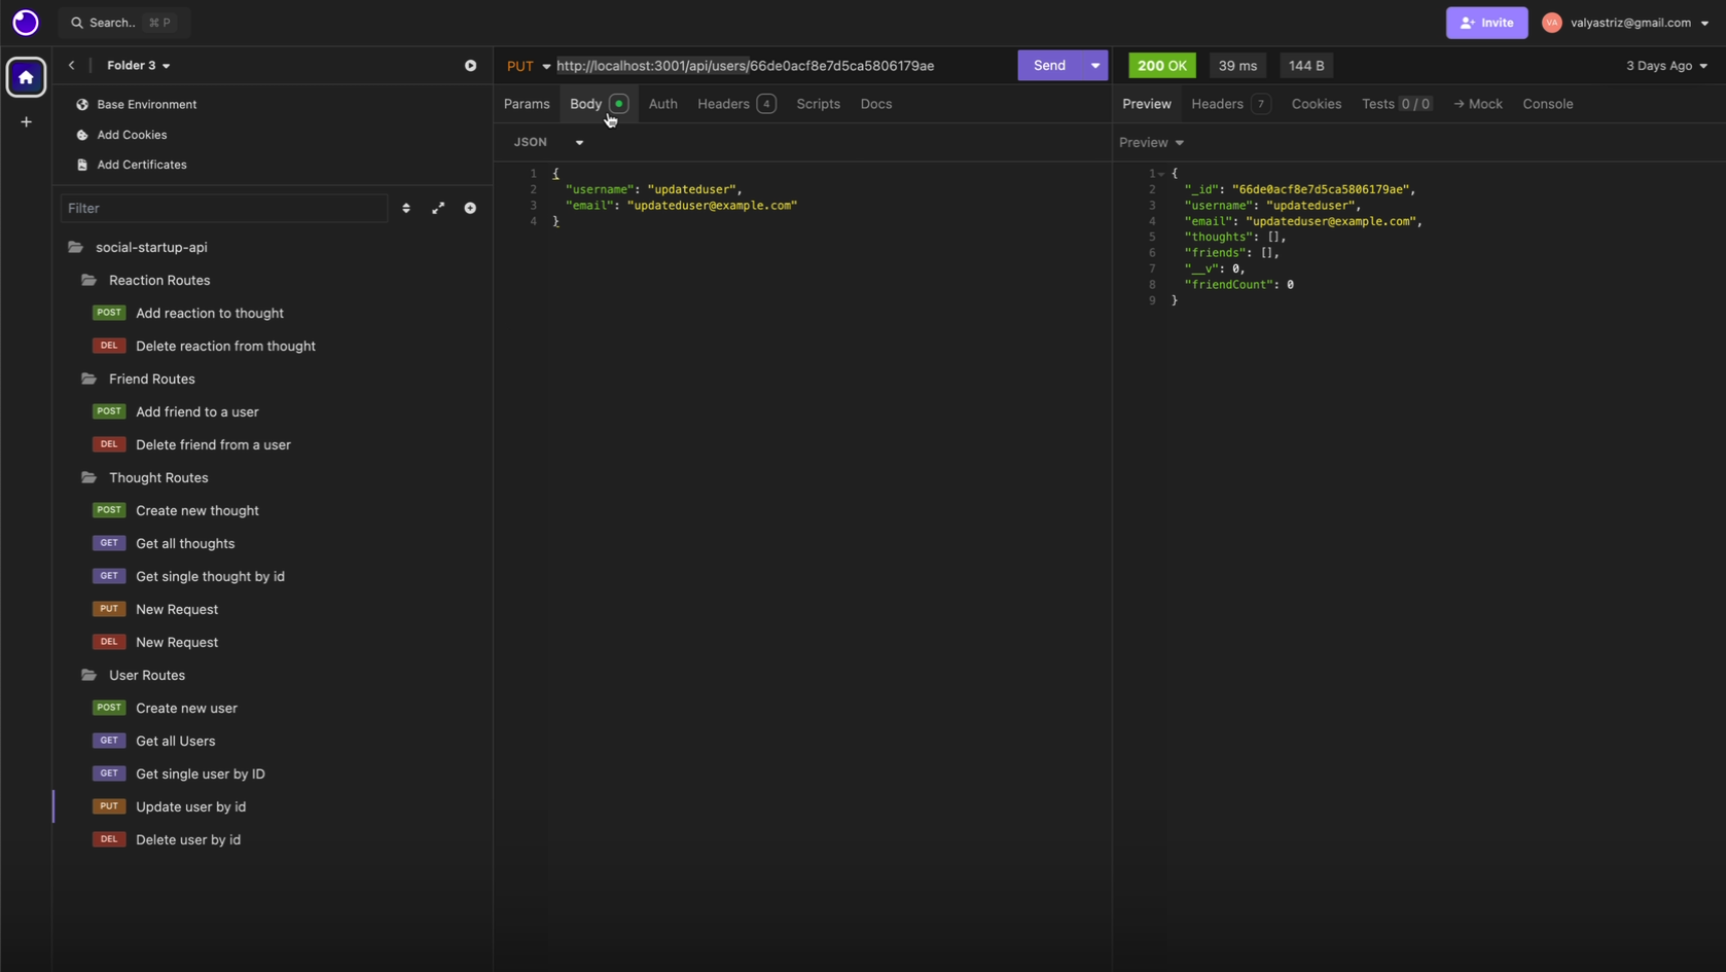 Search.. ⌘ P
Invite
VA valyastriz@gmail.com
Folder 3
Base Environment
Add Cookies
Add Certificates
Filter
social-startup-api
Reaction Routes
POST Add reaction to thought
DEL Delete reaction from thought
Friend Routes
POST Add friend to a user
DEL Delete friend from a user
Thought Routes
POST Create new thought
GET Get all thoughts
GET Get single thought by id
PUT New Request
DEL New Request
User Routes
POST Create new user
GET Get all Users
GET Get single user by ID
PUT Update user by id
DEL Delete user by id
PUT http://localhost:3001/api/users/66de0acf8e7d5ca5806179ae Send
Params Body Auth Headers 4 Scripts Docs
JSON
1 {
2 "username": "updateduser",
3 "email": "updateduser@example.com"
4 }
200 OK 39 ms 144 B 3 Days Ago
Preview Headers 7 Cookies Tests 0 / 0 → Mock Console
Preview
1 {
2 "_id": "66de0acf8e7d5ca5806179ae",
3 "username": "updateduser",
4 "email": "updateduser@example.com",
5 "thoughts": [],
6 "friends": [],
7 "__v": 0,
8 "friendCount": 0
9 }